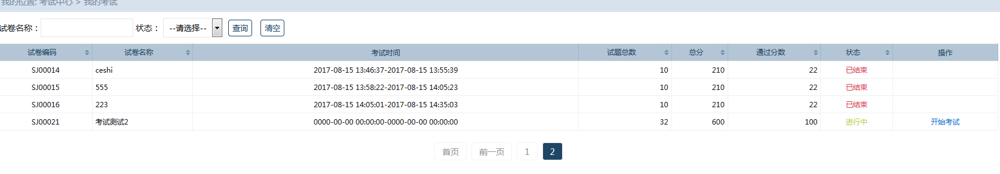 我的位置: 考试中心 > 我的考试
试卷名称： 状态： --请选择-- 查询 清空
试卷编码 试卷名称 考试时间 试题总数 总分 通过分数 状态 操作
SJ00014 ceshi 2017-08-15 13:46:37-2017-08-15 13:55:39 10 210 22 已结束
SJ00015 555 2017-08-15 13:58:22-2017-08-15 14:05:23 10 210 22 已结束
SJ00016 223 2017-08-15 14:05:01-2017-08-15 14:35:03 10 210 22 已结束
SJ00021 考试测试2 0000-00-00 00:00:00-0000-00-00 00:00:00 32 600 100 进行中 开始考试
首页 前一页 1 2